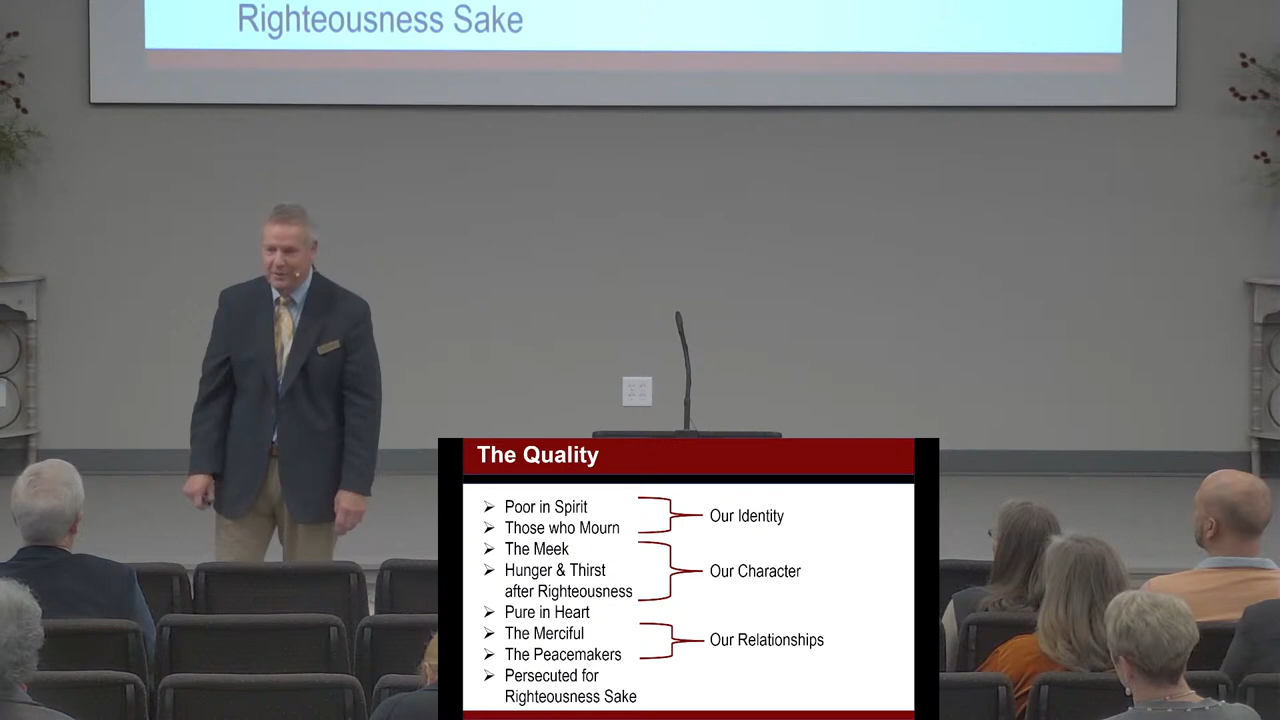 Righteousness Sake
The Quality
➢ Poor in Spirit
➢ Those who Mourn
Our Identity
➢ The Meek
➢ Hunger & Thirst
after Righteousness
Our Character
➢ Pure in Heart
➢ The Merciful
➢ The Peacemakers
Our Relationships
➢ Persecuted for
Righteousness Sake